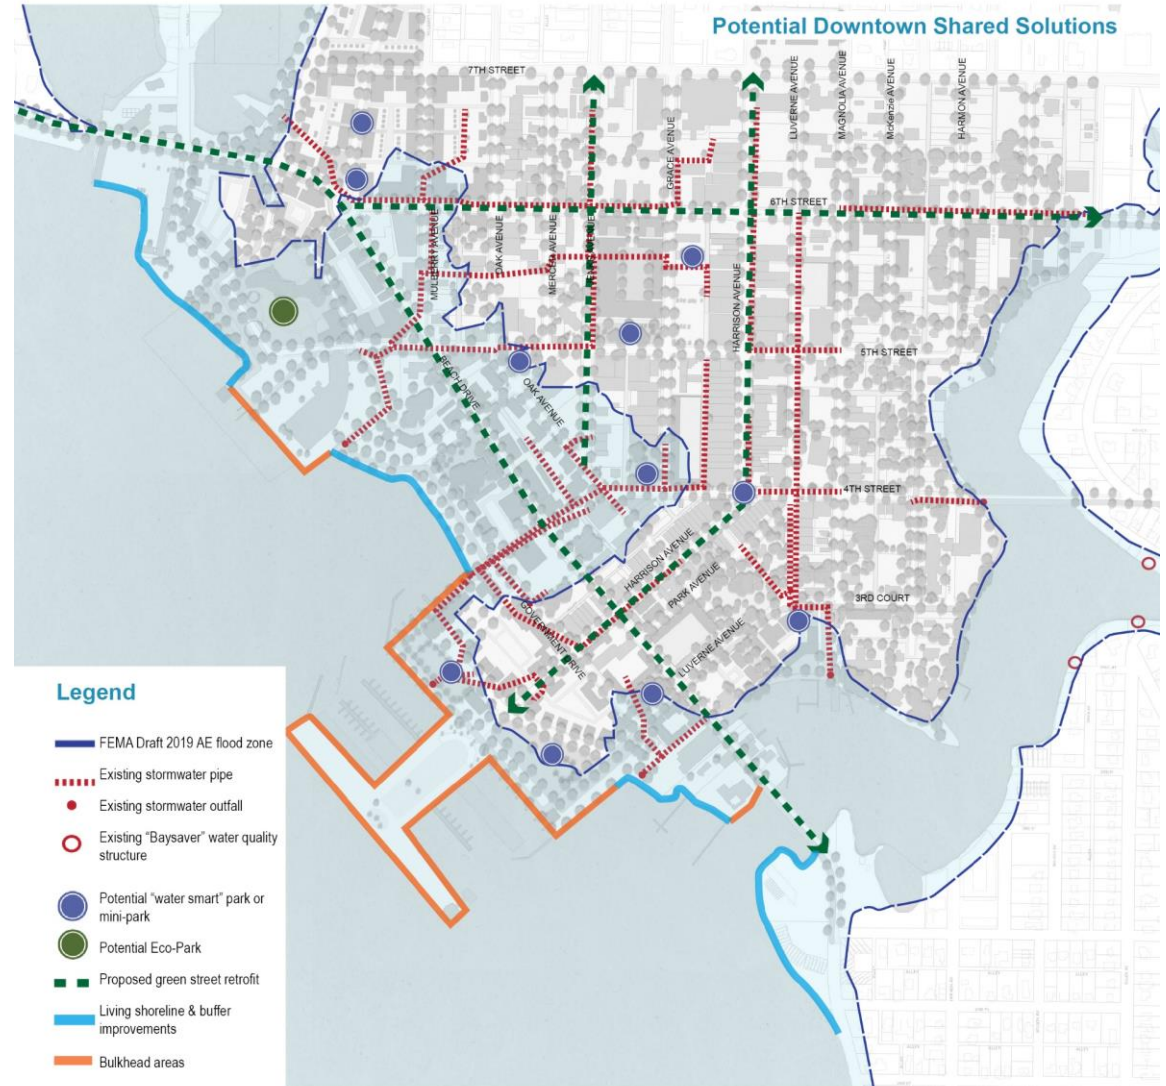 Potential Downtown Shared Solutions
7TH STREET
LUVERNE AVENUE
MAGNOLIA AVENUE
McKenzie AVENUE
HARMON AVENUE
GRACE AVENUE
6TH STREET
MULBERRY AVENUE
OAK AVENUE
MERCER AVENUE
HARRISON AVENUE
5TH STREET
BEACH DRIVE
OAK AVENUE
4TH STREET
HARRISON AVENUE
PARK AVENUE
3RD COURT
GOVERNMENT DRIVE
LUVERNE AVENUE
Legend
FEMA Draft 2019 AE flood zone
Existing stormwater pipe
Existing stormwater outfall
Existing “Baysaver” water quality
structure
Potential “water smart” park or
mini-park
Potential Eco-Park
Proposed green street retrofit
Living shoreline & buffer
improvements
Bulkhead areas